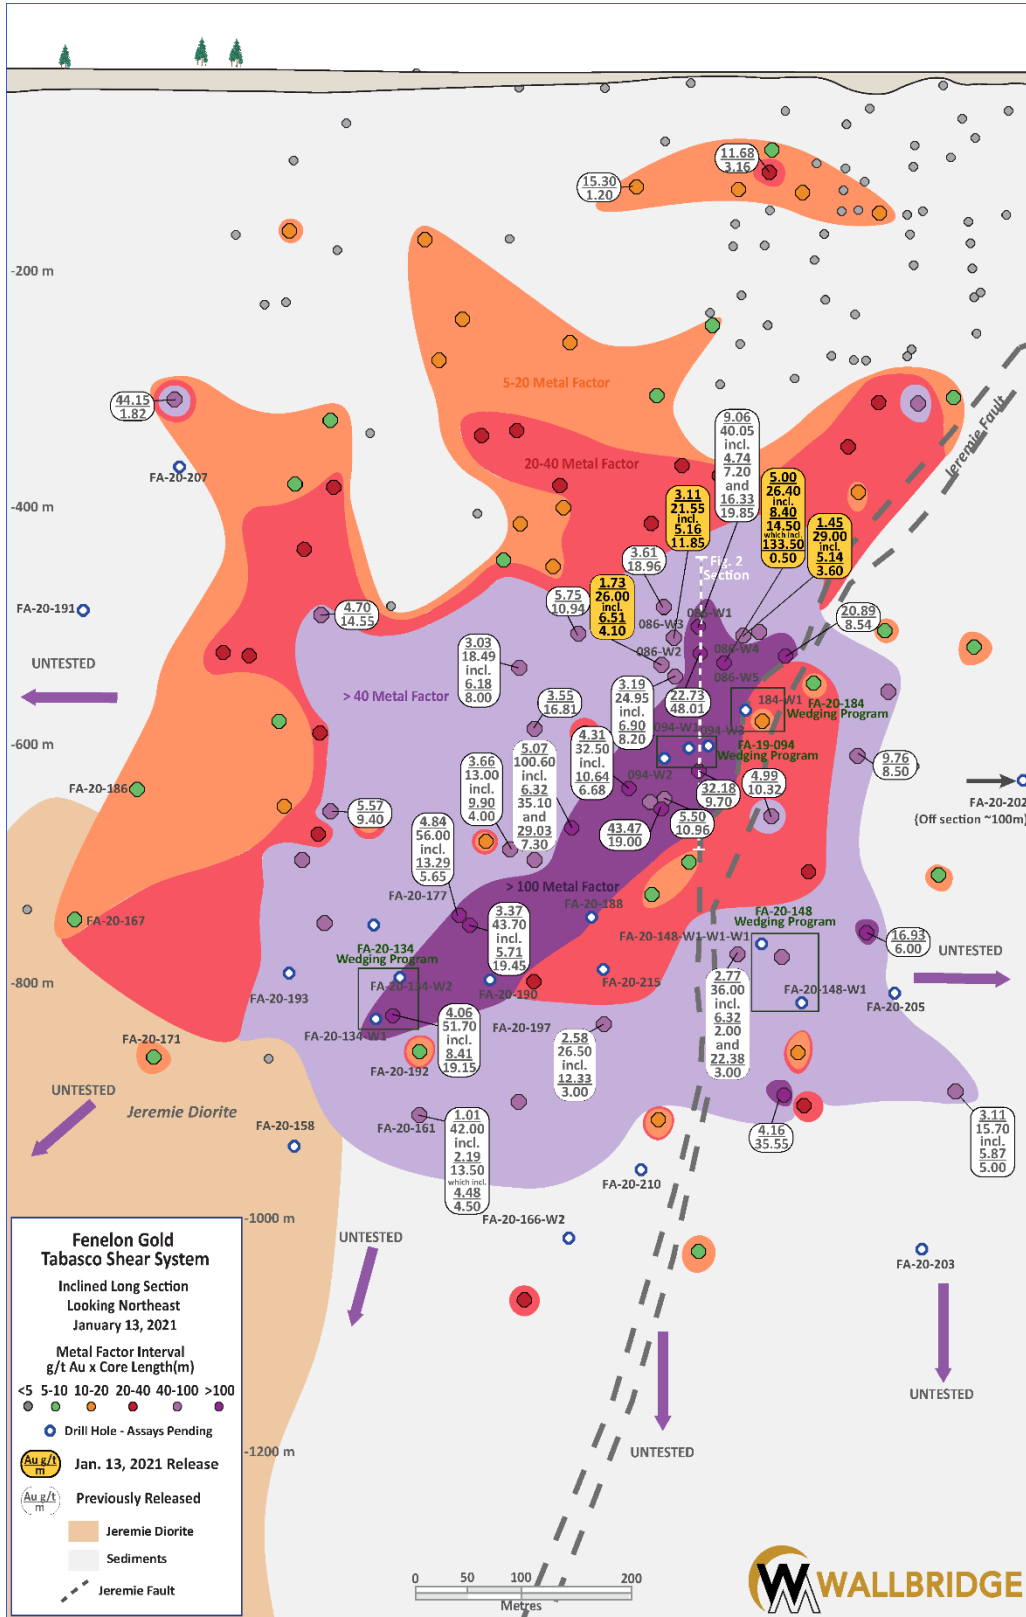 11.68
3.16
15.30
1.20
-200 m
5-20 Metal Factor
44.15
1.82
Jeremie Fault
9.06
40.05
incl.
4.74
7.20
and
16.33
19.85
20-40 Metal Factor
FA-20-207
5.00
26.40
incl.
8.40
14.50
which incl.
133.50
0.50
3.11
21.55
incl.
5.16
11.85
-400 m
1.45
29.00
incl.
5.14
3.60
3.61
18.96
Fig. 2
Section
1.73
26.00
incl.
6.51
4.10
5.75
10.94
FA-20-191
4.70
14.55
086-W1
086-W3
086-W2
086-W4
086-W5
20.89
8.54
UNTESTED
3.03
18.49
incl.
6.18
8.00
> 40 Metal Factor
3.19
24.95
incl.
6.90
8.20
22.73
48.01
184-W1
FA-20-184
Wedging Program
3.55
16.81
094-W1
094-W3
-600 m
4.31
32.50
incl.
10.64
6.68
FA-19-094
Wedging Program
5.07
100.60
incl.
6.32
35.10
and
29.03
7.30
3.66
13.00
incl.
9.90
4.00
094-W2
9.76
8.50
FA-20-186
32.18
9.70
4.99
10.32
FA-20-202
(Off section ~100m)
5.57
9.40
4.84
56.00
incl.
13.29
5.65
43.47
19.00
5.50
10.96
> 100 Metal Factor
FA-20-177
FA-20-188
FA-20-167
3.37
43.70
incl.
5.71
19.45
FA-20-148
Wedging Program
FA-20-148-W1-W1-W1
16.93
6.00
FA-20-134
Wedging Program
UNTESTED
-800 m
FA-20-193
FA-20-134-W2
FA-20-190
FA-20-215
2.77
36.00
incl.
6.32
2.00
and
22.38
3.00
FA-20-148-W1
FA-20-205
4.06
51.70
incl.
8.41
19.15
FA-20-134-W1
FA-20-197
2.58
26.50
incl.
12.33
3.00
FA-20-171
FA-20-192
UNTESTED
Jeremie Diorite
FA-20-161
1.01
42.00
incl.
2.19
13.50
which incl.
4.48
4.50
4.16
35.55
3.11
15.70
incl.
5.87
5.00
FA-20-158
FA-20-210
-1000 m
FA-20-166-W2
UNTESTED
FA-20-203
UNTESTED
UNTESTED
-1200 m
Fenelon Gold
Tabasco Shear System
Inclined Long Section
Looking Northeast
January 13, 2021
Metal Factor Interval
g/t Au x Core Length(m)
<5 5-10 10-20 20-40 40-100 >100
Drill Hole - Assays Pending
Au g/t
m
Jan. 13, 2021 Release
Au g/t
m
Previously Released
Jeremie Diorite
Sediments
Jeremie Fault
0 50 100 200
Metres
WALLBRIDGE